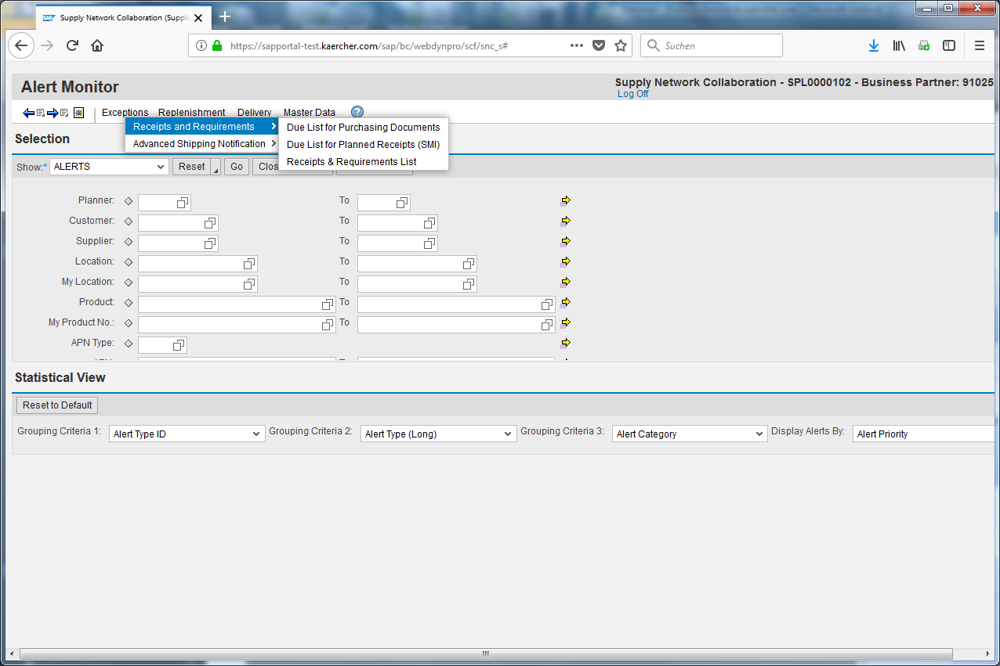 SAP Supply Network Collaboration (Suppli
https://sapportal-test.kaercher.com/sap/bc/webdynpro/scf/snc_s#
Suchen
Alert Monitor
Supply Network Collaboration - SPL0000102 - Business Partner: 91025
Log Off
Exceptions Replenishment Delivery Master Data ?
Receipts and Requirements
Advanced Shipping Notification
Due List for Purchasing Documents
Due List for Planned Receipts (SMI)
Receipts & Requirements List
Selection
Show:* ALERTS Reset Go Clos
Planner: To
Customer: To
Supplier: To
Location: To
My Location: To
Product: To
My Product No.: To
APN Type:
Statistical View
Reset to Default
Grouping Criteria 1: Alert Type ID Grouping Criteria 2: Alert Type (Long) Grouping Criteria 3: Alert Category Display Alerts By: Alert Priority